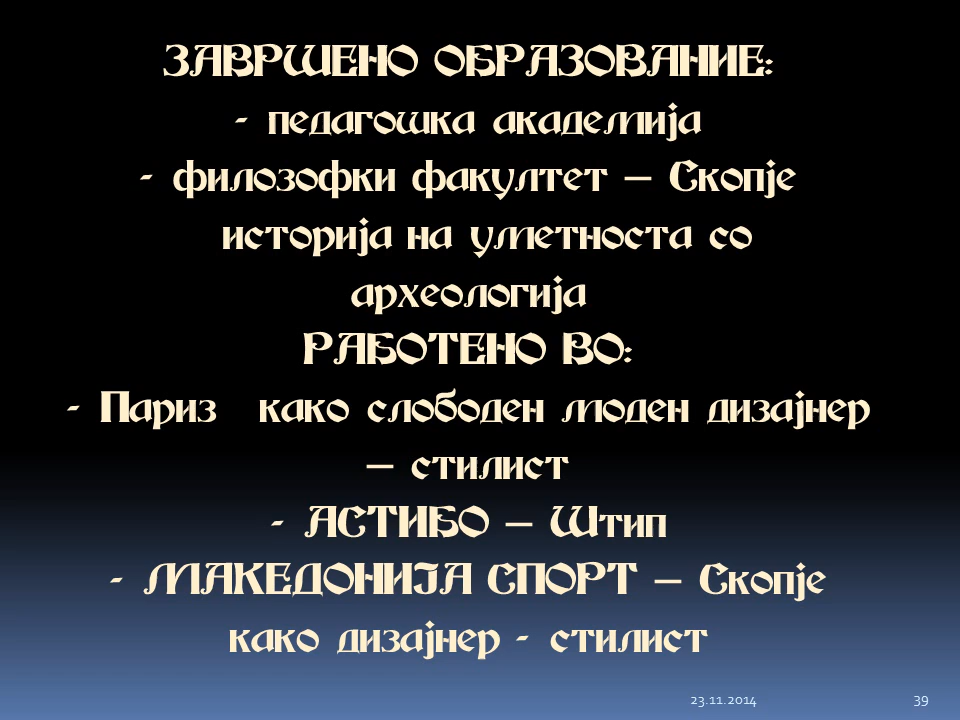 ЗАВРШЕНО ОБРАЗОВАНИЕ:
- педагошка академија
- филозофки факултет – Скопје
историја на уметноста со
археологија
РАБОТЕНО ВО:
- Париз како слободен моден дизајнер
– стилист
- АСТИБО – Штип
- МАКЕДОНИЈА СПОРТ – Скопје
како дизајнер - стилист
23.11.2014
39